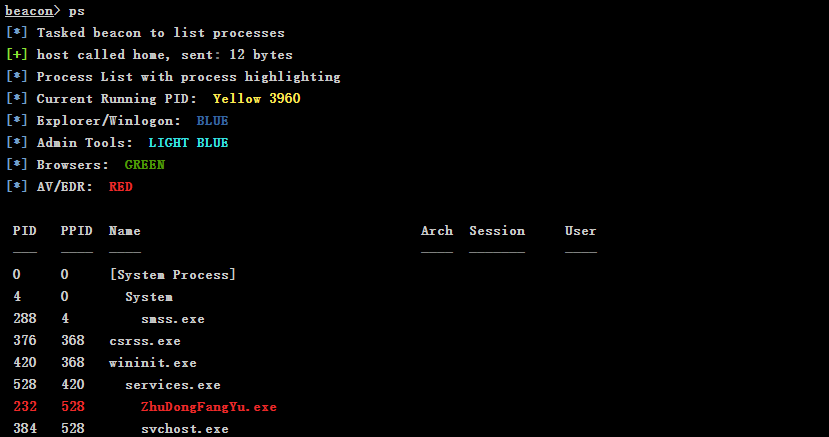 beacon> ps
[*] Tasked beacon to list processes
[+] host called home, sent: 12 bytes
[*] Process List with process highlighting
[*] Current Running PID:  Yellow 3960
[*] Explorer/Winlogon:  BLUE
[*] Admin Tools:  LIGHT BLUE
[*] Browsers:  GREEN
[*] AV/EDR:  RED
PID   PPID  Name                                   Arch  Session     User
0     0     [System Process]
4     0       System
288   4         smss.exe
376   368   csrss.exe
420   368   wininit.exe
528   420     services.exe
232   528       ZhuDongFangYu.exe
384   528       svchost.exe